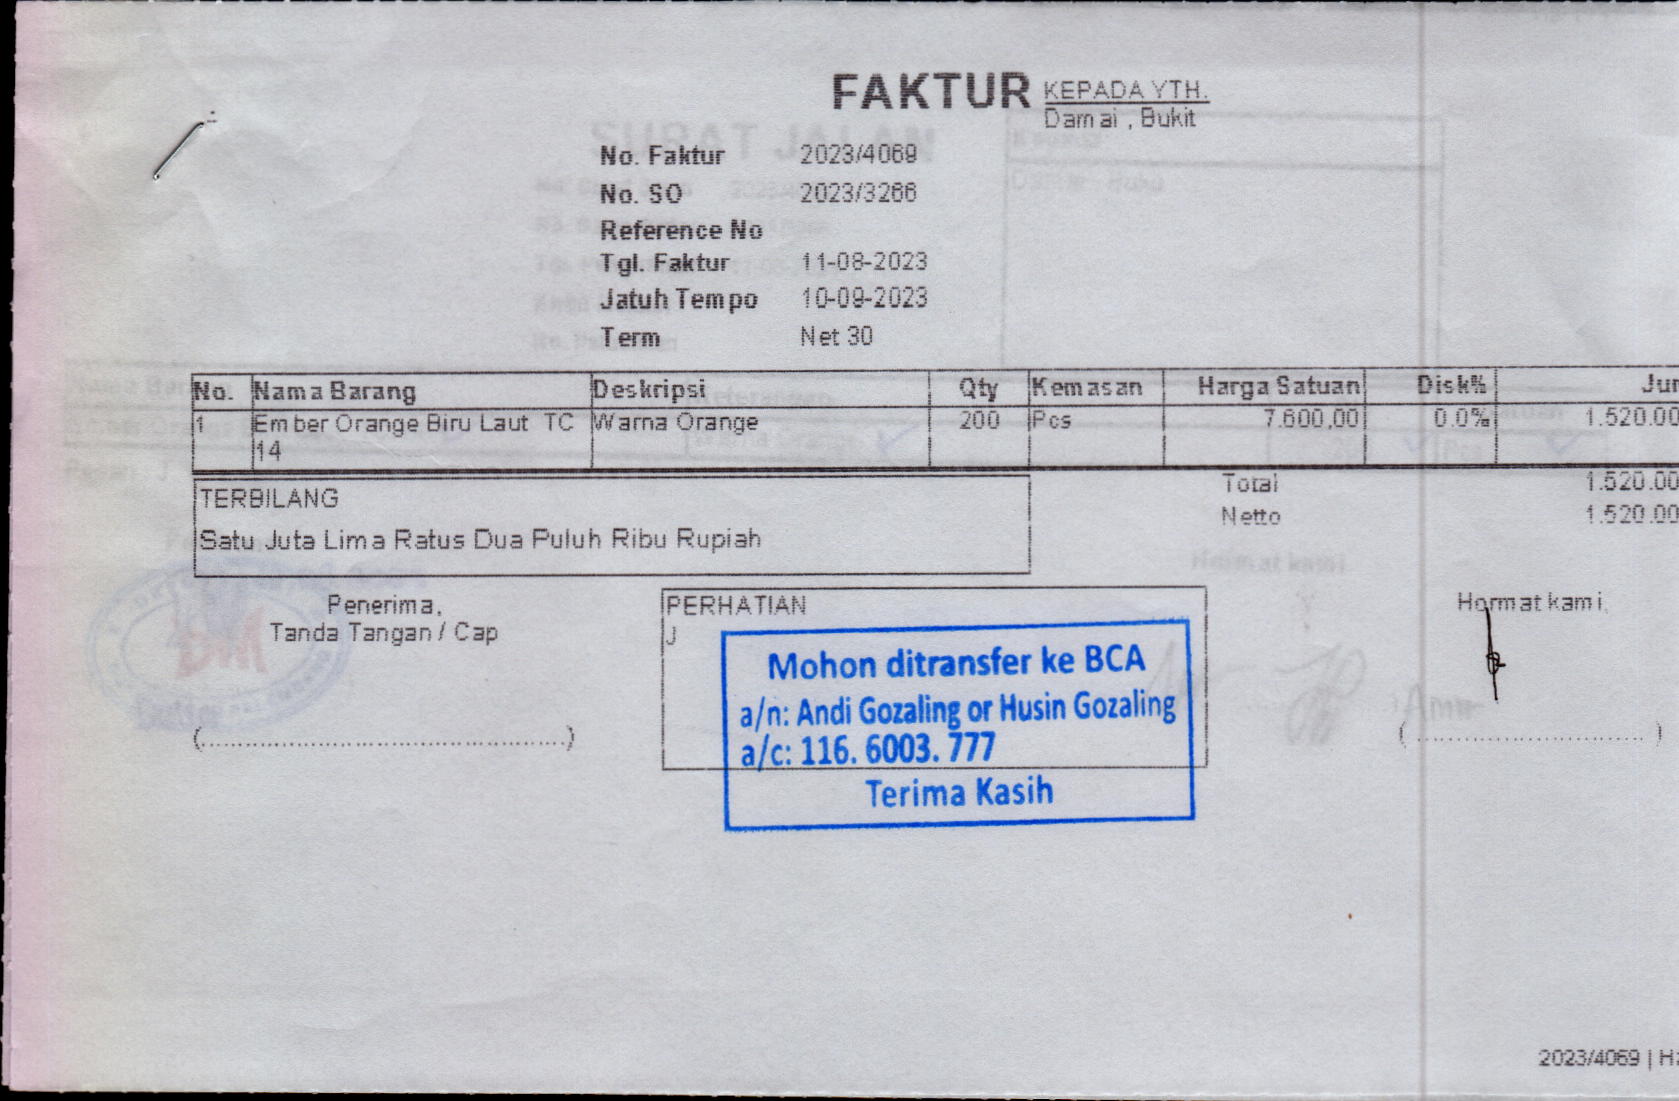 FAKTUR
KEPADA YTH.
Damai , Bukit
No. Faktur 2023/4069
No. SO 2023/3266
Reference No
Tgl. Faktur 11-08-2023
Jatuh Tempo 10-09-2023
Term Net 30
No. Nama Barang Deskripsi Qty Kemasan Harga Satuan Disk% Jur
1 Ember Orange Biru Laut TC Warna Orange 200 Pcs 7.600,00 0.0% 1.520.00
14
Total 1.520.00
TERBILANG
Netto 1.520.00
Satu Juta Lima Ratus Dua Puluh Ribu Rupiah
Penerima,
Tanda Tangan / Cap
PERHATIAN
J
Hormat kami,
Mohon ditransfer ke BCA
a/n: Andi Gozaling or Husin Gozaling
a/c: 116. 6003. 777
Terima Kasih
(..................................................)
( .................................. )
2023/4069 | H